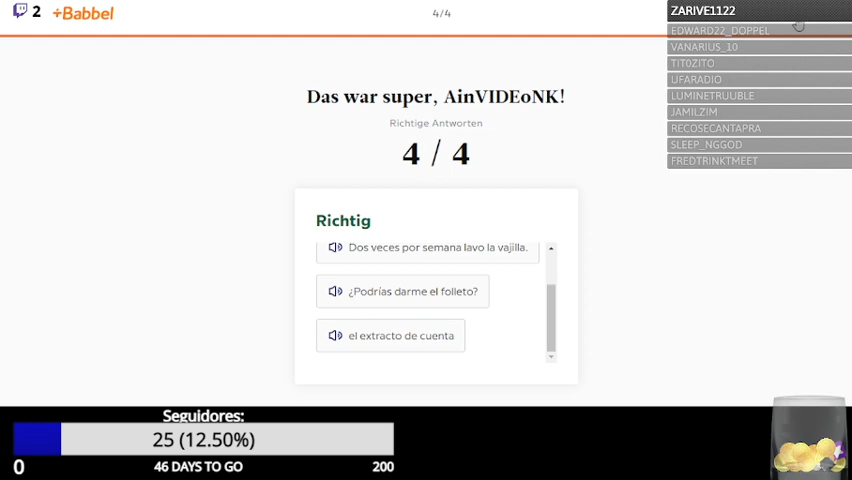 2 +Babbel
4/4
ZARIVE1122
EDWARD22_DOPPEL
VANARIUS_10
TIT0ZITO
UFARADIO
LUMINETRUUBLE
JAMILZIM
RECOSECANTAPRA
SLEEP_NGGOD
FREDTRINKTMEET
Das war super, AinVIDEoNK!
Richtige Antworten
4 / 4
Richtig
Dos veces por semana lavo la vajilla.
¿Podrías darme el folleto?
el extracto de cuenta
Seguidores:
25 (12.50%)
0 46 DAYS TO GO 200